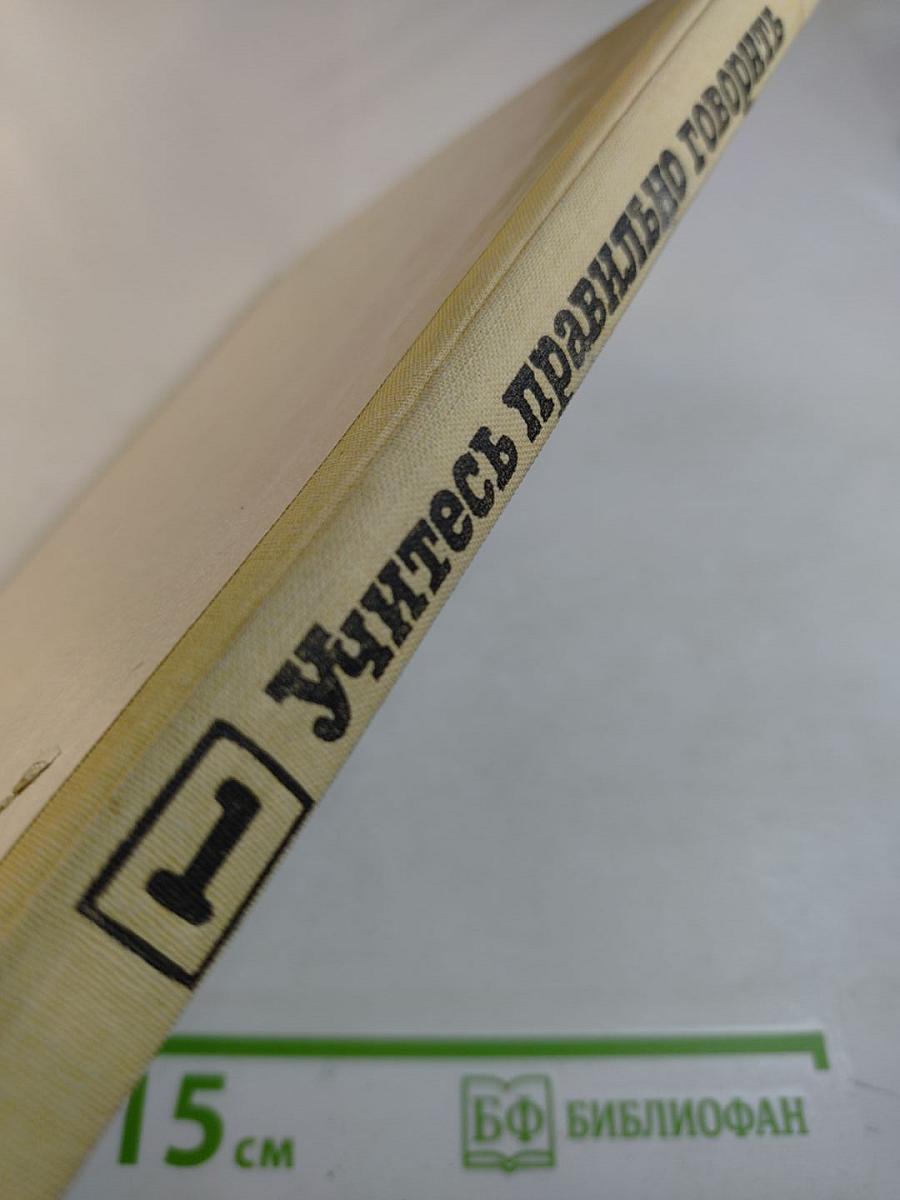 1 Учитесь правильно говорить
15 см
БФ БИБЛИОФАН